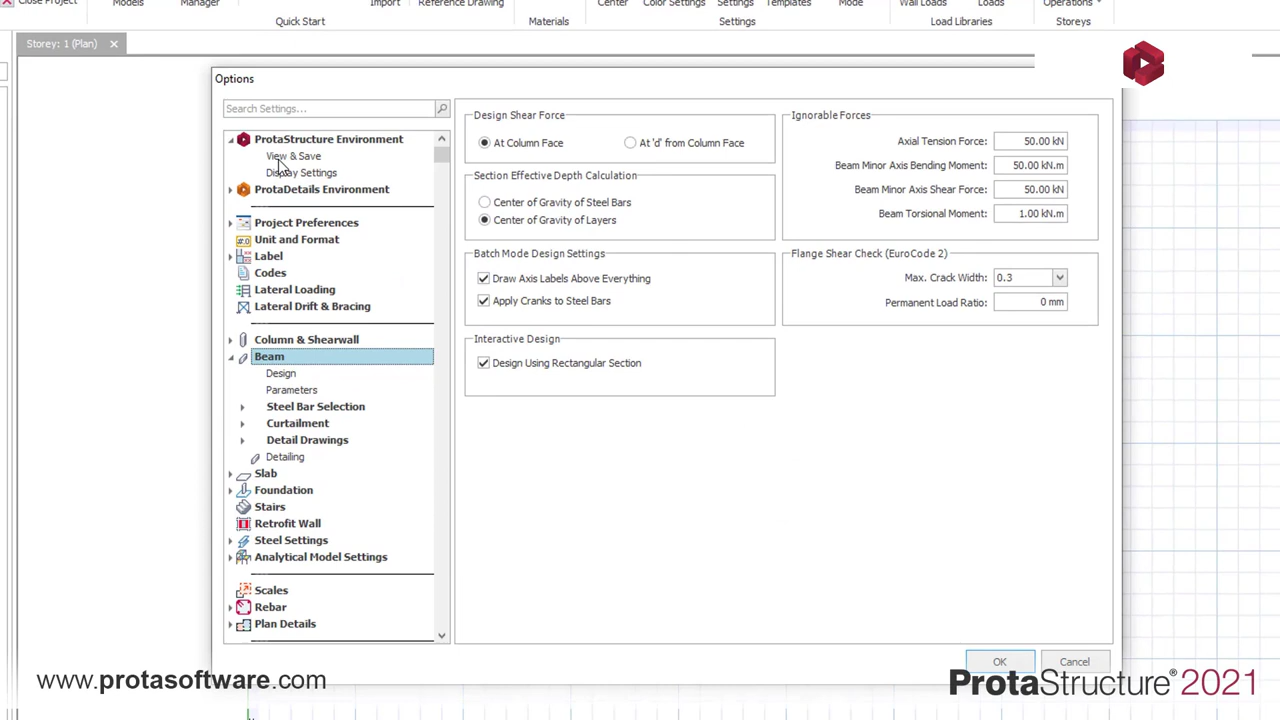 Close Project
Models
Manager
Import
Reference Drawing
Center
Color Settings
Settings
Templates
Mode
Wall Loads
Loads
Operations
Quick Start
Materials
Settings
Load Libraries
Storeys
Storey: 1 (Plan)
Options
Search Settings...
ProtaStructure Environment
View & Save
Display Settings
ProtaDetails Environment
Project Preferences
Unit and Format
Label
Codes
Lateral Loading
Lateral Drift & Bracing
Column & Shearwall
Beam
Design
Parameters
Steel Bar Selection
Curtailment
Detail Drawings
Detailing
Slab
Foundation
Stairs
Retrofit Wall
Steel Settings
Analytical Model Settings
Scales
Rebar
Plan Details
Design Shear Force
At Column Face
At 'd' from Column Face
Section Effective Depth Calculation
Center of Gravity of Steel Bars
Center of Gravity of Layers
Batch Mode Design Settings
Draw Axis Labels Above Everything
Apply Cranks to Steel Bars
Interactive Design
Design Using Rectangular Section
Ignorable Forces
Axial Tension Force: 50.00 kN
Beam Minor Axis Bending Moment: 50.00 kN.m
Beam Minor Axis Shear Force: 50.00 kN
Beam Torsional Moment: 1.00 kN.m
Flange Shear Check (EuroCode 2)
Max. Crack Width: 0.3
Permanent Load Ratio: 0 mm
OK
Cancel
www.protasoftware.com
ProtaStructure® 2021